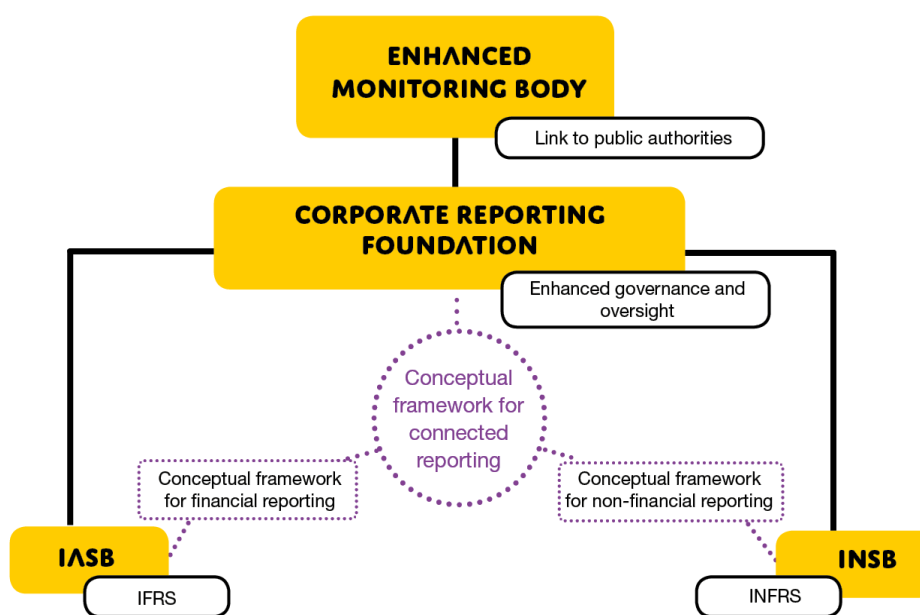 ENHANCED
MONITORING BODY
Link to public authorities
CORPORATE REPORTING
FOUNDATION
Enhanced governance and
oversight
Conceptual
framework for
connected
reporting
Conceptual framework
for financial reporting
Conceptual framework
for non-financial reporting
IASB
IFRS
INSB
INFRS